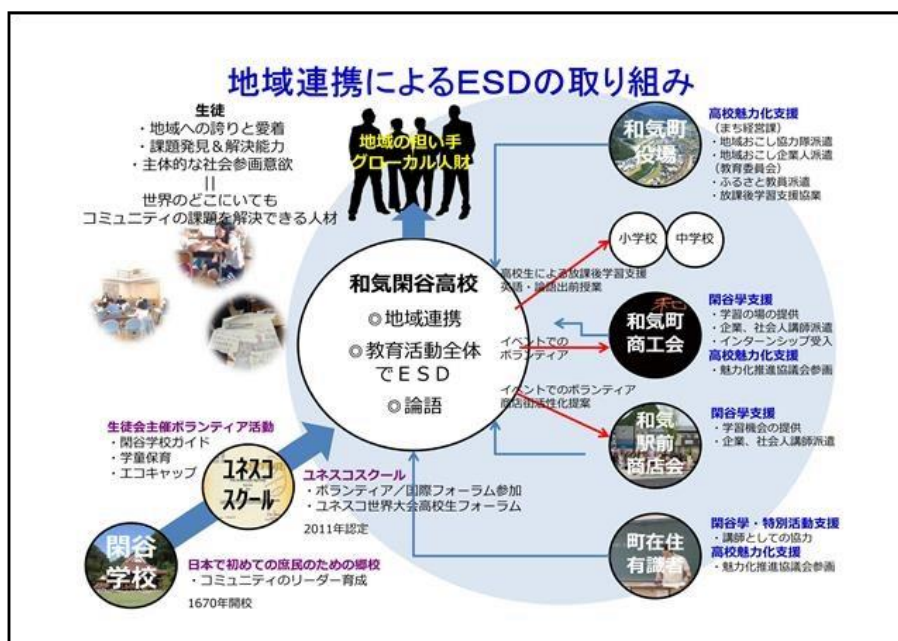 地域連携によるESDの取り組み
生徒
・地域への誇りと愛着
・課題発見＆解決能力
・主体的な社会参画意欲
||
世界のどこにいても
コミュニティの課題を解決できる人材
地域の担い手
グローカル人財
和気町
役場
高校魅力化支援
（まち経営課）
・地域おこし協力隊派遣
・地域おこし企業人派遣
（教育委員会）
・ふるさと教員派遣
・放課後学習支援協業
小学校
中学校
高校生による放課後学習支援
英語・論語出前授業
和気閑谷高校
◎地域連携
◎教育活動全体
でＥＳＤ
◎論語
和気町
商工会
閑谷學支援
・学習の場の提供
・企業、社会人講師派遣
・インターンシップ受入
高校魅力化支援
・魅力化推進協議会参画
イベントでの
ボランティア
イベントでのボランティア
商店街活性化提案
和気
駅前
商店会
閑谷學支援
・学習機会の提供
・企業、社会人講師派遣
生徒会主催ボランティア活動
・閑谷学校ガイド
・学童保育
・エコキャップ
ユネスコ
スクール
ユネスコスクール
・ボランティア／国際フォーラム参加
・ユネスコ世界大会高校生フォーラム
2011年認定
閑谷
学校
日本で初めての庶民のための郷校
・コミュニティのリーダー育成
1670年開校
町在住
有識者
閑谷學・特別活動支援
・講師としての協力
高校魅力化支援
・魅力化推進協議会参画